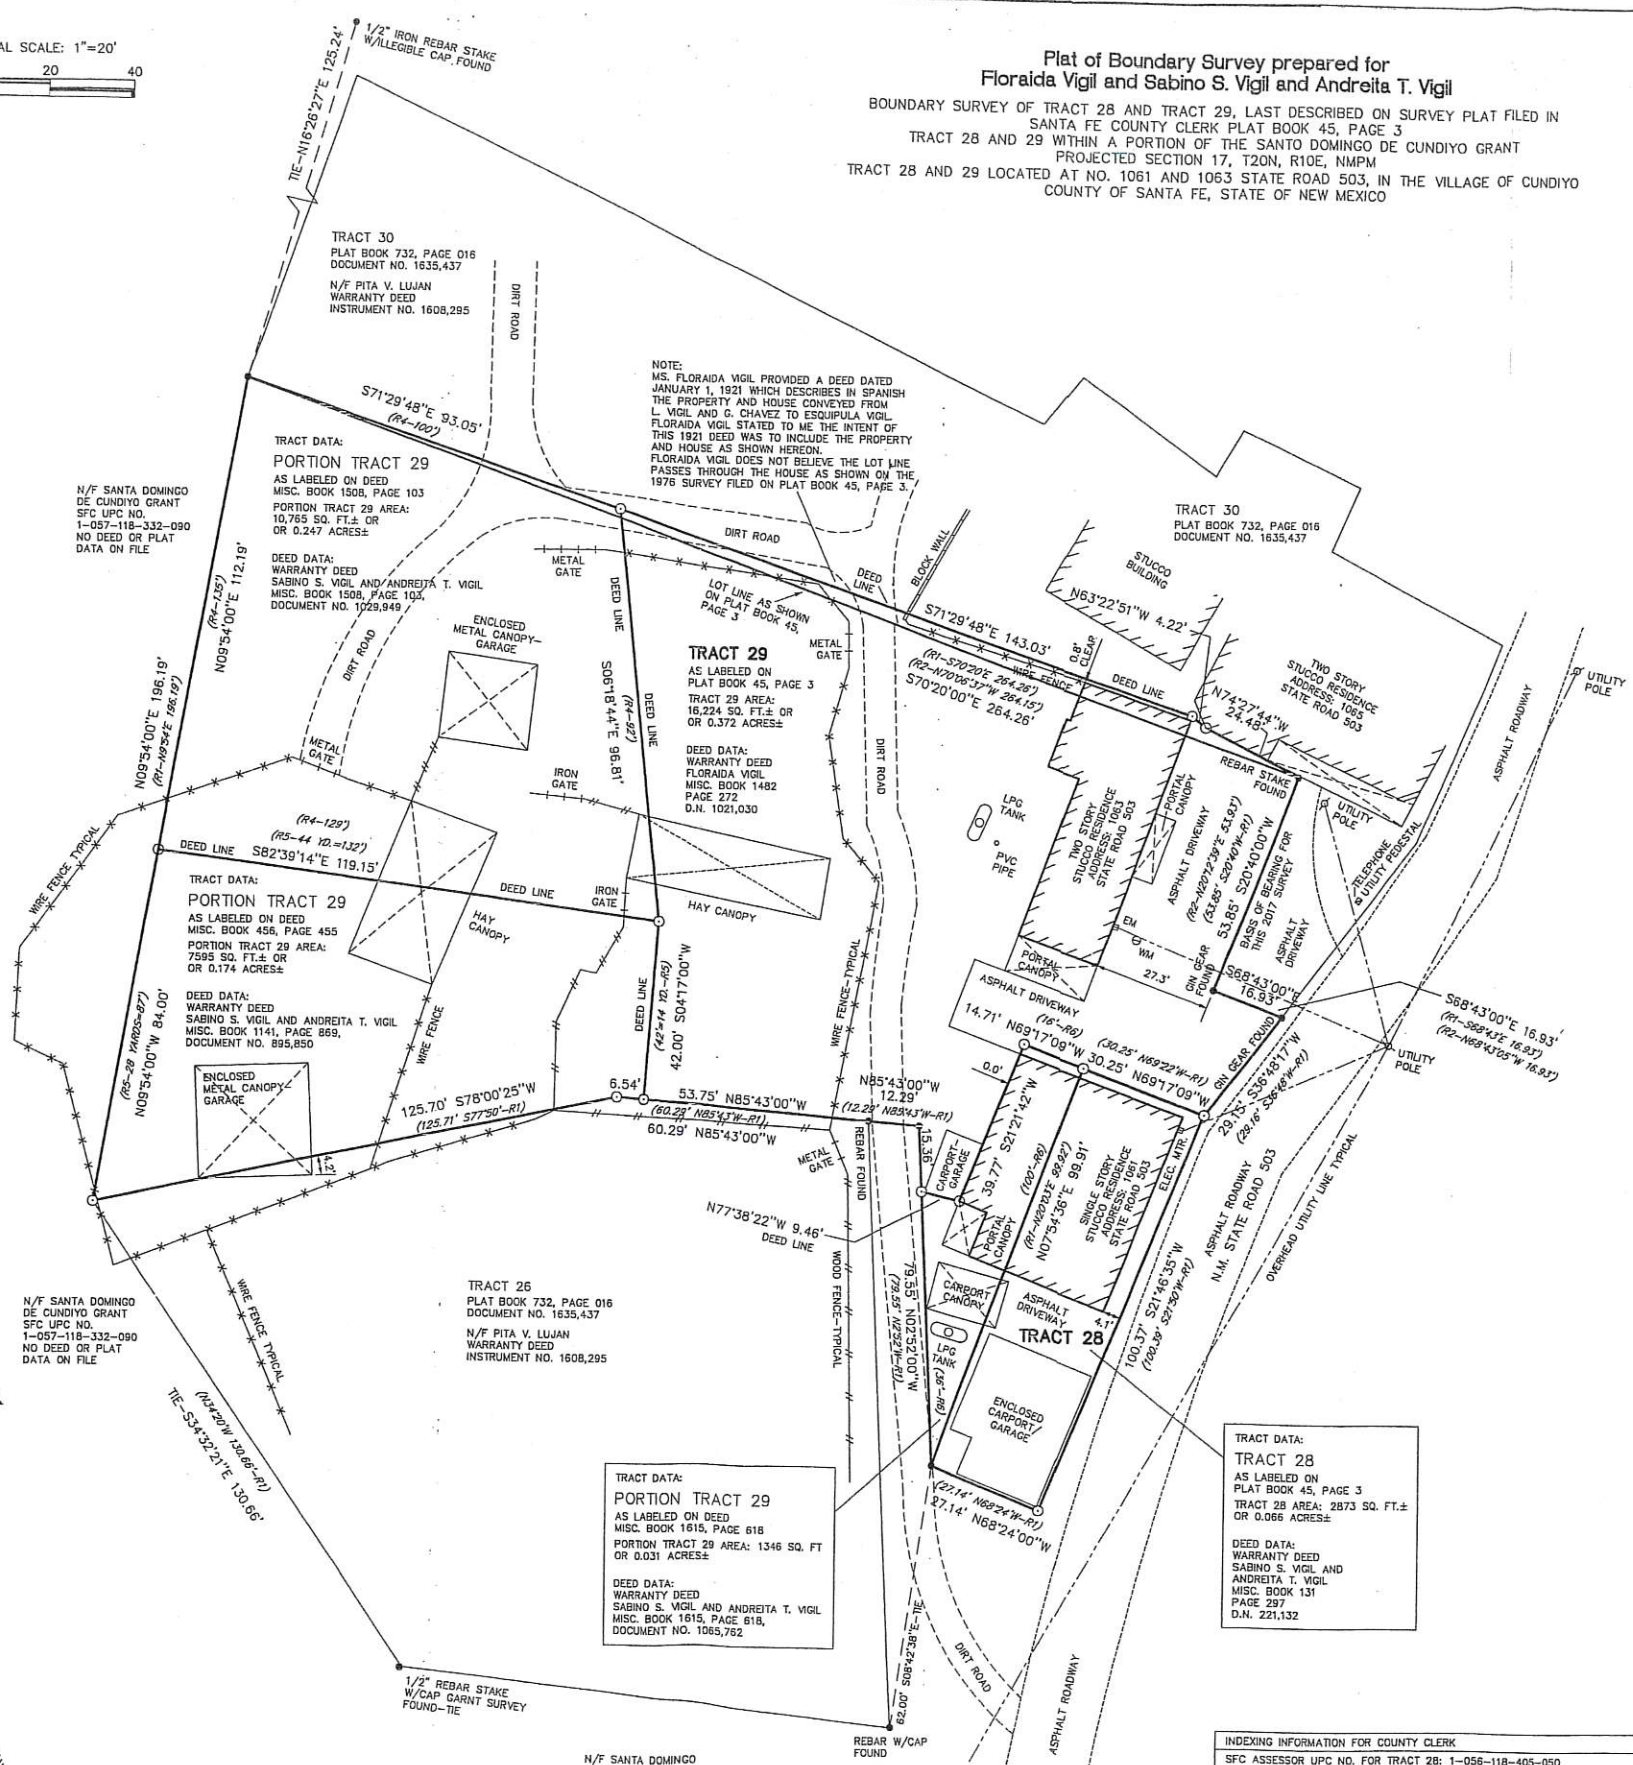 AL SCALE: 1"=20'
20 40
1/2" IRON REBAR STAKE
W/ILLEGIBLE CAP FOUND
TIE-N16°26'27"E 125.24'
Plat of Boundary Survey prepared for
Floraida Vigil and Sabino S. Vigil and Andreita T. Vigil
BOUNDARY SURVEY OF TRACT 28 AND TRACT 29, LAST DESCRIBED ON SURVEY PLAT FILED IN
SANTA FE COUNTY CLERK PLAT BOOK 45, PAGE 3
TRACT 28 AND 29 WITHIN A PORTION OF THE SANTO DOMINGO DE CUNDIYO GRANT
PROJECTED SECTION 17, T20N, R10E, NMPM
TRACT 28 AND 29 LOCATED AT NO. 1061 AND 1063 STATE ROAD 503, IN THE VILLAGE OF CUNDIYO
COUNTY OF SANTA FE, STATE OF NEW MEXICO
TRACT 30
PLAT BOOK 732, PAGE 016
DOCUMENT NO. 1635,437
N/F PITA V. LUJAN
WARRANTY DEED
INSTRUMENT NO. 1608,295
DIRT ROAD
NOTE:
MS. FLORAIDA VIGIL PROVIDED A DEED DATED
JANUARY 1, 1921 WHICH DESCRIBES IN SPANISH
THE PROPERTY AND HOUSE CONVEYED FROM
L. VIGIL AND G. CHAVEZ TO ESQUIPULA VIGIL.
FLORAIDA VIGIL STATED TO ME THE INTENT OF
THIS 1921 DEED WAS TO INCLUDE THE PROPERTY
AND HOUSE AS SHOWN HEREON.
FLORAIDA VIGIL DOES NOT BELIEVE THE LOT LINE
PASSES THROUGH THE HOUSE AS SHOWN ON THE
1976 SURVEY FILED ON PLAT BOOK 45, PAGE 3.
S71°29'48"E 93.05'
(R4-100')
TRACT DATA:
PORTION TRACT 29
AS LABELED ON DEED
MISC. BOOK 1508, PAGE 103
PORTION TRACT 29 AREA:
10,765 SQ. FT.± OR
OR 0.247 ACRES±
DEED DATA:
WARRANTY DEED
SABINO S. VIGIL AND ANDREITA T. VIGIL
MISC. BOOK 1508, PAGE 103,
DOCUMENT NO. 1029,949
N/F SANTA DOMINGO
DE CUNDIYO GRANT
SFC UPC NO.
1-057-118-332-090
NO DEED OR PLAT
DATA ON FILE
(R4-135')
N09°54'00"E 112.19'
N09°54'00"E 196.19'
(R1-N9°54'E 196.19')
DIRT ROAD
METAL
GATE
DEED LINE
DIRT ROAD
DEED
LINE
BLOCK WALL
LOT LINE AS SHOWN
ON PLAT BOOK 45,
PAGE 3
ENCLOSED
METAL CANOPY-
GARAGE
S06°18'44"E 96.81'
(R4-92')
DEED LINE
TRACT 29
AS LABELED ON
PLAT BOOK 45, PAGE 3
TRACT 29 AREA:
16,224 SQ. FT.± OR
OR 0.372 ACRES±
DEED DATA:
WARRANTY DEED
FLORAIDA VIGIL
MISC. BOOK 1482
PAGE 272
D.N. 1021,030
METAL
GATE
S71°29'48"E 143.03'
WIRE FENCE
(R1-S70°20'E 264.26')
(R2-N70°06'37"W 264.15')
S70°20'00"E 264.26'
0.8'
CLEAR
DEED LINE
TRACT 30
PLAT BOOK 732, PAGE 016
DOCUMENT NO. 1635,437
STUCCO
BUILDING
N63°22'51"W 4.22'
N74°27'44"W
24.48'
TWO STORY
STUCCO RESIDENCE
ADDRESS: 1065
STATE ROAD 503
UTILITY
POLE
ASPHALT ROADWAY
REBAR STAKE
FOUND
UTILITY
POLE
TELEPHONE
UTILITY PEDESTAL
METAL
GATE
IRON
GATE
DIRT ROAD
LPG
TANK
PVC
PIPE
TWO STORY
STUCCO RESIDENCE
ADDRESS: 1063
STATE ROAD 503
PORTAL
CANOPY
ASPHALT DRIVEWAY
(R2-N20°12'39"E 53.93')
(53.85' S20°40'W-R1)
53.85' S20°40'00"W
BASIS OF BEARING FOR
THIS 2017 SURVEY
ASPHALT
DRIVEWAY
WIRE FENCE TYPICAL
(R4-129')
(R5-44 YD.=132')
DEED LINE S82°39'14"E 119.15'
DEED LINE
IRON
GATE
HAY CANOPY
HAY
CANOPY
TRACT DATA:
PORTION TRACT 29
AS LABELED ON DEED
MISC. BOOK 456, PAGE 455
PORTION TRACT 29 AREA:
7595 SQ. FT.± OR
OR 0.174 ACRES±
DEED DATA:
WARRANTY DEED
SABINO S. VIGIL AND ANDREITA T. VIGIL
MISC. BOOK 1141, PAGE 869,
DOCUMENT NO. 895,850
(R5-28 YARDS=87')
N09°54'00"W 84.00'
WIRE FENCE
DEED LINE
(42'=14 YD.-R5)
42.00' S04°17'00"W
WIRE FENCE-TYPICAL
EM
WM
PORTAL
CANOPY
27.3'
GIN GEAR
FOUND
S68°43'00"E
16.93'
ASPHALT DRIVEWAY
(16'-R6)
14.71' N69°17'09"W
(30.25' N69°22'W-R1)
30.25' N69°17'09"W
GIN GEAR FOUND
S68°43'00"E 16.93'
(R1-S68°43'E 16.93')
(R2-N68°43'05"W 16.93')
UTILITY
POLE
ENCLOSED
METAL CANOPY-
GARAGE
4.2'
125.70' S78°00'25"W
(125.71' S77°50'-R1)
6.54'
53.75' N85°43'00"W
(60.29' N85°43'W-R1)
60.29' N85°43'00"W
N85°43'00"W
12.29'
(12.29' N85°43'W-R1)
METAL
GATE
REBAR FOUND
15.36'
CARPORT-
GARAGE
0.0'
39.77' S21°21'42"W
(100'-R6)
(R1-N20°03'E 99.92')
N07°54'36"E 99.91'
SINGLE STORY
STUCCO RESIDENCE
ADDRESS: 1061
STATE ROAD 503
ELEC. MTR.
29.15' S36°48'17"W
(29.16' S36°48'W-R1)
ASPHALT ROADWAY
N.M. STATE ROAD 503
OVERHEAD UTILITY LINE TYPICAL
N77°38'22"W 9.46'
DEED LINE
PORTAL
CANOPY
CARPORT
CANOPY
ASPHALT
DRIVEWAY
4.1'
TRACT 28
LPG
TANK
(36'-R6)
79.55' N02°52'00"W
(79.55' N2°52'W-R1)
WOOD FENCE-TYPICAL
100.37' S21°46'35"W
(100.39' S21°50'W-R1)
ENCLOSED
CARPORT/
GARAGE
(27.14' N68°24'W-R1)
27.14' N68°24'00"W
N/F SANTA DOMINGO
DE CUNDIYO GRANT
SFC UPC NO.
1-057-118-332-090
NO DEED OR PLAT
DATA ON FILE
WIRE FENCE TYPICAL
(N34°20'W 130.66'-R1)
TIE-S34°32'21"E 130.66'
TRACT 26
PLAT BOOK 732, PAGE 016
DOCUMENT NO. 1635,437
N/F PITA V. LUJAN
WARRANTY DEED
INSTRUMENT NO. 1608,295
TRACT DATA:
PORTION TRACT 29
AS LABELED ON DEED
MISC. BOOK 1615, PAGE 618
PORTION TRACT 29 AREA: 1346 SQ. FT
OR 0.031 ACRES±
DEED DATA:
WARRANTY DEED
SABINO S. VIGIL AND ANDREITA T. VIGIL
MISC. BOOK 1615, PAGE 618,
DOCUMENT NO. 1065,762
TRACT DATA:
TRACT 28
AS LABELED ON
PLAT BOOK 45, PAGE 3
TRACT 28 AREA: 2873 SQ. FT.±
OR 0.066 ACRES±
DEED DATA:
WARRANTY DEED
SABINO S. VIGIL AND
ANDREITA T. VIGIL
MISC. BOOK 131
PAGE 297
D.N. 221,132
1/2" REBAR STAKE
W/CAP GARNT SURVEY
FOUND-TIE
62.00' S08°42'38"E-TIE
REBAR W/CAP
FOUND
DIRT ROAD
ASPHALT ROADWAY
N/F SANTA DOMINGO
INDEXING INFORMATION FOR COUNTY CLERK
SFC ASSESSOR UPC NO. FOR TRACT 28: 1-056-118-405-050